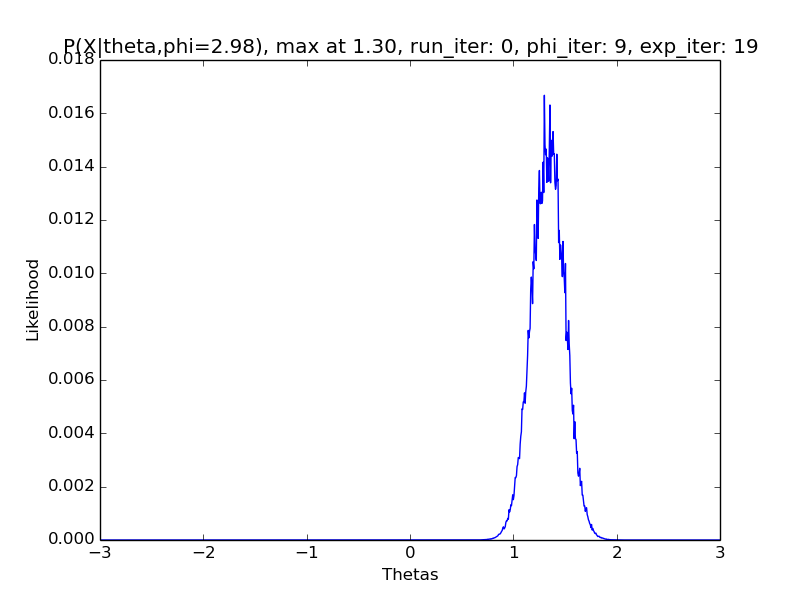 P(X|theta,phi=2.98), max at 1.30, run_iter: 0, phi_iter: 9, exp_iter: 19
0.018
0.016
0.014
0.012
0.010
0.008
0.006
0.004
0.002
0.000
Likelihood
−3 −2 −1 0 1 2 3
Thetas